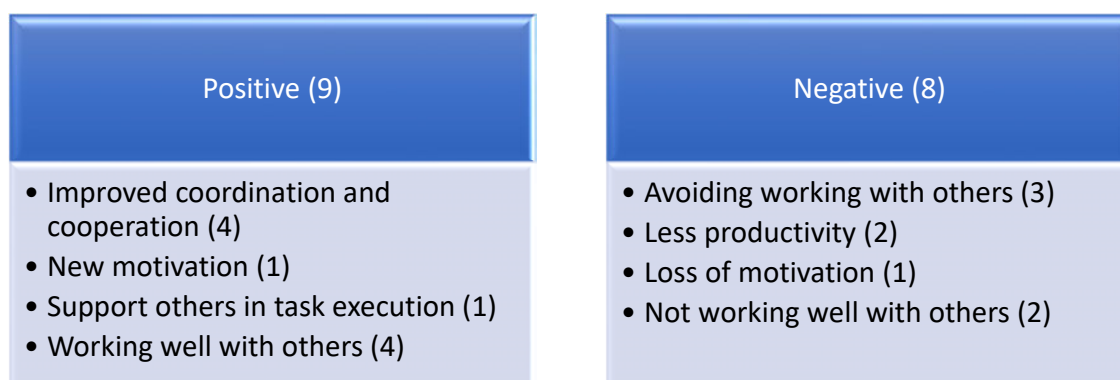 Positive (9)
• Improved coordination and
cooperation (4)
• New motivation (1)
• Support others in task execution (1)
• Working well with others (4)
Negative (8)
• Avoiding working with others (3)
• Less productivity (2)
• Loss of motivation (1)
• Not working well with others (2)